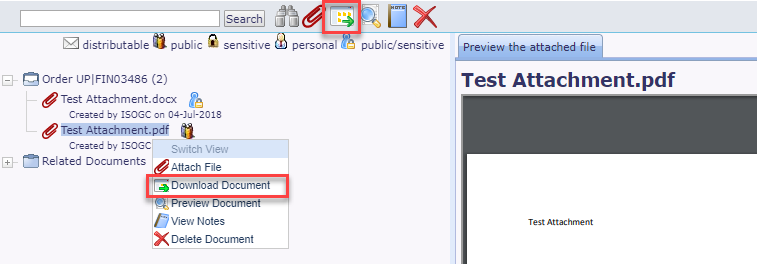 Search
NOTE
distributable public sensitive personal public/sensitive
Order UP|FIN03486 (2)
Test Attachment.docx
Created by ISOGC on 04-Jul-2018
Test Attachment.pdf
Created by ISOGC
Related Documents
Switch View
Attach File
Download Document
Preview Document
View Notes
Delete Document
Preview the attached file
Test Attachment.pdf
Test Attachment